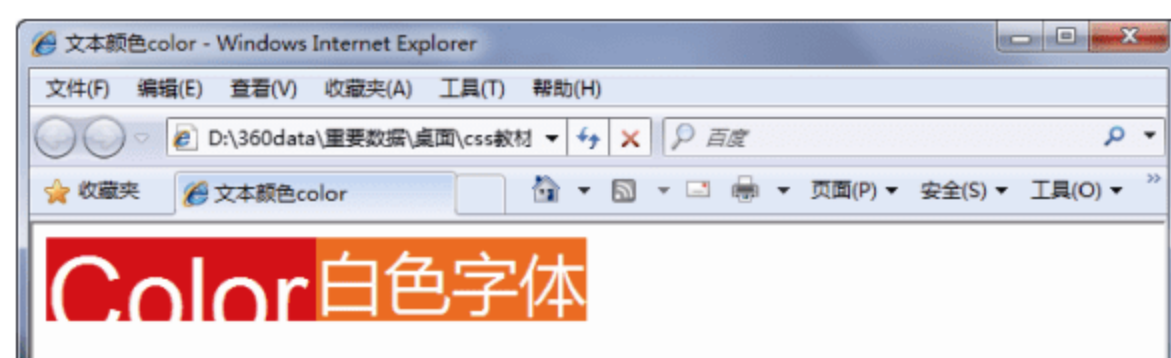 文本颜色color - Windows Internet Explorer
文件(F) 编辑(E) 查看(V) 收藏夹(A) 工具(T) 帮助(H)
D:\360data\重要数据\桌面\css教材 百度
收藏夹 文本颜色color 页面(P) 安全(S) 工具(O)
Color白色字体